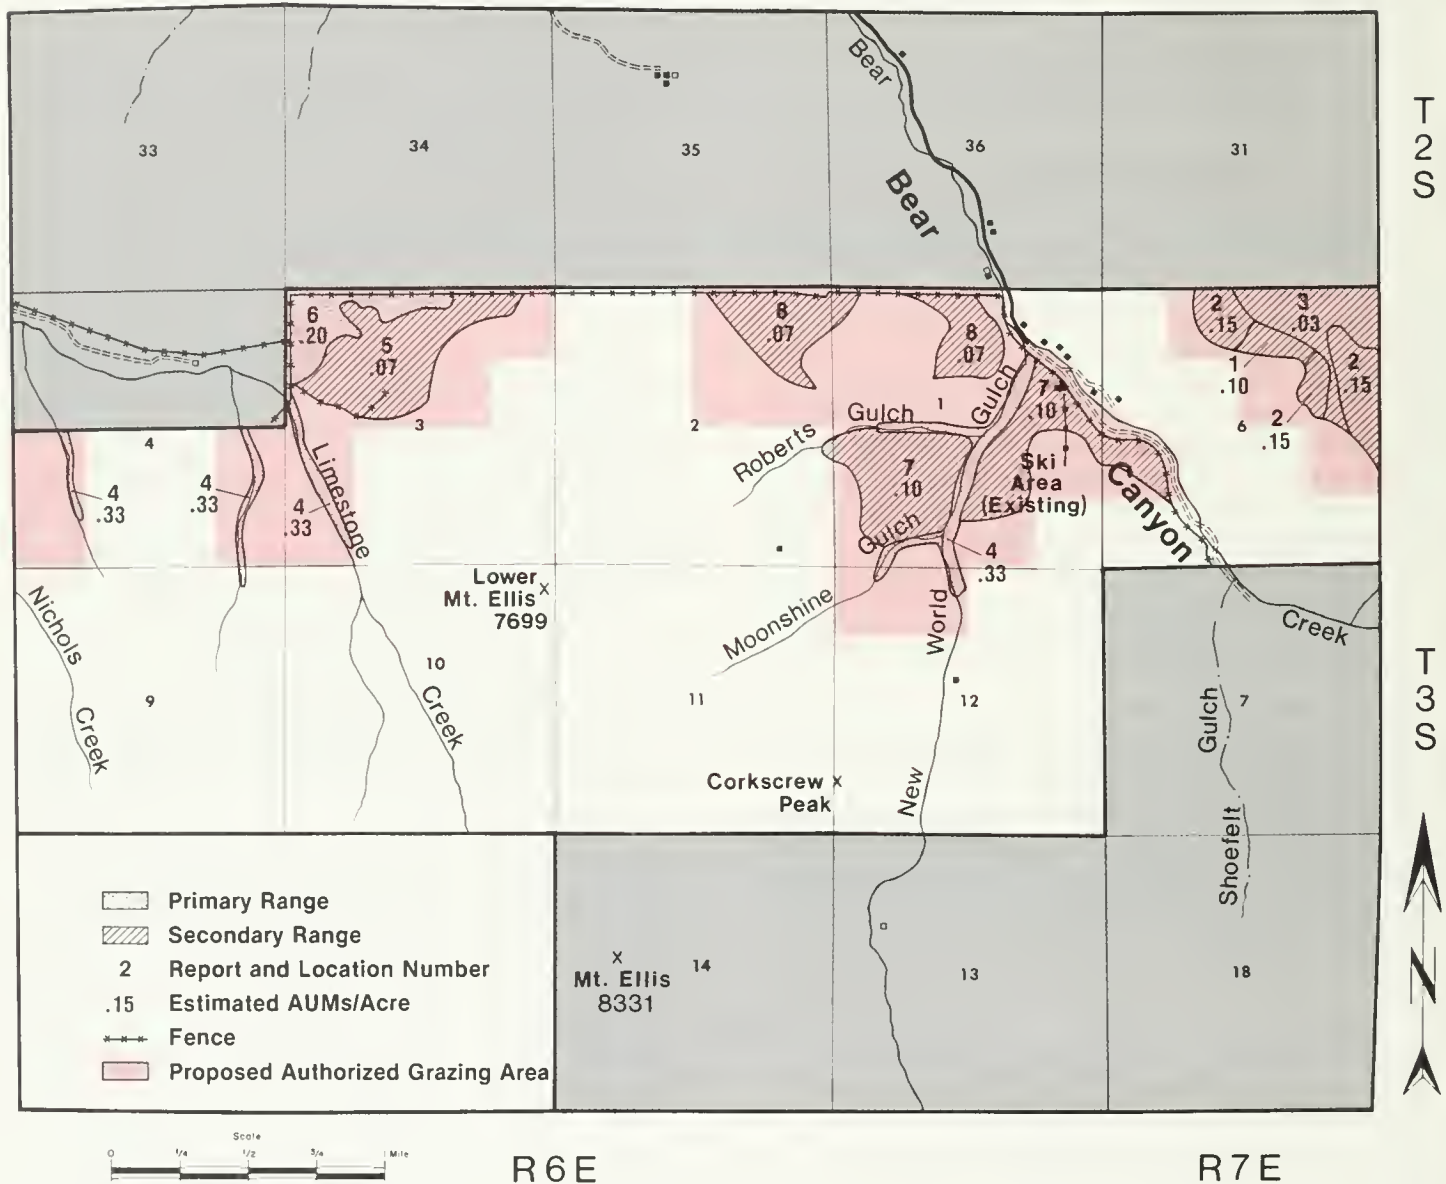 33
34
35
36
31
Bear
Bear
T
2
S
6
.20
5
.07
8
.07
8
.07
2
.15
3
.03
1
.10
2
.15
2
.15
7
.10
Gulch
Gulch
1
6
4
3
2
Roberts
7
.10
Ski
Area
(Existing)
Canyon
4
.33
4
.33
4
.33
Limestone
Gulch
4
.33
Lower
Mt. Ellis
7699
Moonshine
World
Creek
Nichols
Creek
9
10
Creek
11
12
Gulch
7
T
3
S
Corkscrew
Peak
New
Shoefelt
Primary Range
Secondary Range
2 Report and Location Number
.15 Estimated AUMs/Acre
Fence
Proposed Authorized Grazing Area
Mt. Ellis
8331
14
13
18
N
Scale
0 1/4 1/2 3/4 1 Mile
R6E
R7E